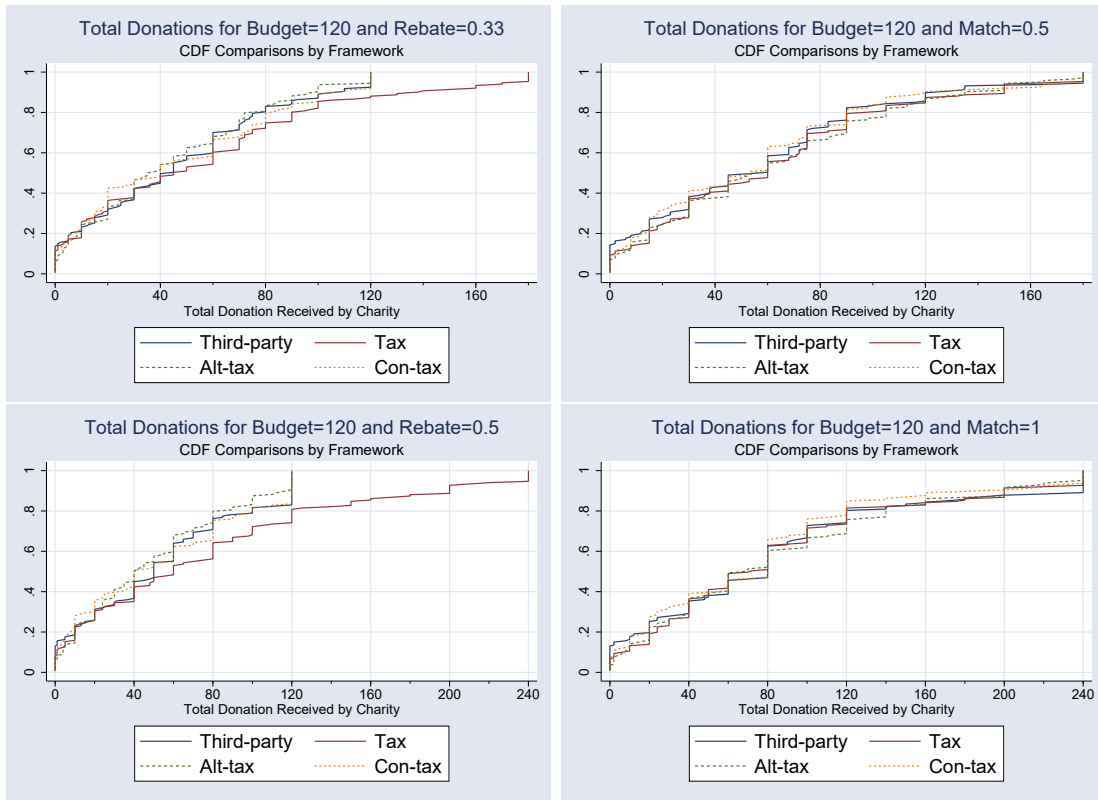 Total Donations for Budget=120 and Rebate=0.33
CDF Comparisons by Framework
1
.8
.6
.4
.2
0
0 40 80 120 160
Total Donation Received by Charity
Third-party Tax
Alt-tax Con-tax
Total Donations for Budget=120 and Match=0.5
CDF Comparisons by Framework
1
.8
.6
.4
.2
0
0 40 80 120 160
Total Donation Received by Charity
Third-party Tax
Alt-tax Con-tax
Total Donations for Budget=120 and Rebate=0.5
CDF Comparisons by Framework
1
.8
.6
.4
.2
0
0 40 80 120 160 200 240
Total Donation Received by Charity
Third-party Tax
Alt-tax Con-tax
Total Donations for Budget=120 and Match=1
CDF Comparisons by Framework
1
.8
.6
.4
.2
0
0 40 80 120 160 200 240
Total Donation Received by Charity
Third-party Tax
Alt-tax Con-tax